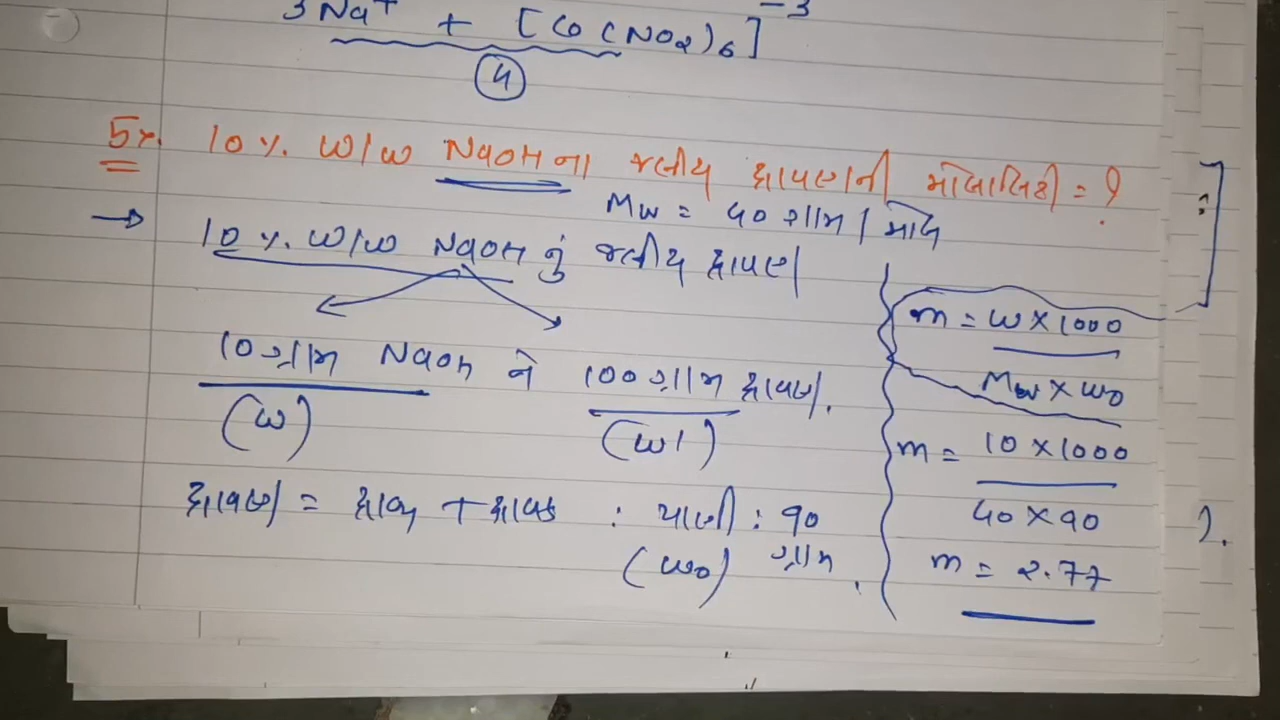 3Na⁺ + [Co(NO2)6]⁻³
4
5x. 10 % W/W NaOH ના જલીય દ્રાવણની મોલાલિટી = ?
Mw = 40 ગ્રામ / મોલ
→ 10 % W/W NaOH નું જલીય દ્રાવણ
10 ગ્રામ NaOH ને 100 ગ્રામ દ્રાવણ.
(W) (W1)
દ્રાવણ = દ્રાવ્ય + દ્રાવક : પાણી : 90 ગ્રામ.
(W0)
m = W X 1000
Mw X W0
m = 10 X 1000
40 X 90
m = 2.77